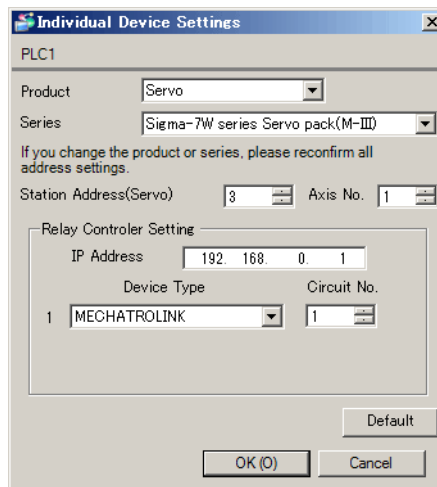 Individual Device Settings
PLC1
Product Servo
Series Sigma-7W series Servo pack(M-III)
If you change the product or series, please reconfirm all
address settings.
Station Address(Servo) 3 Axis No. 1
Relay Controler Setting
IP Address 192. 168. 0. 1
Device Type Circuit No.
1 MECHATROLINK 1
Default
OK(O) Cancel